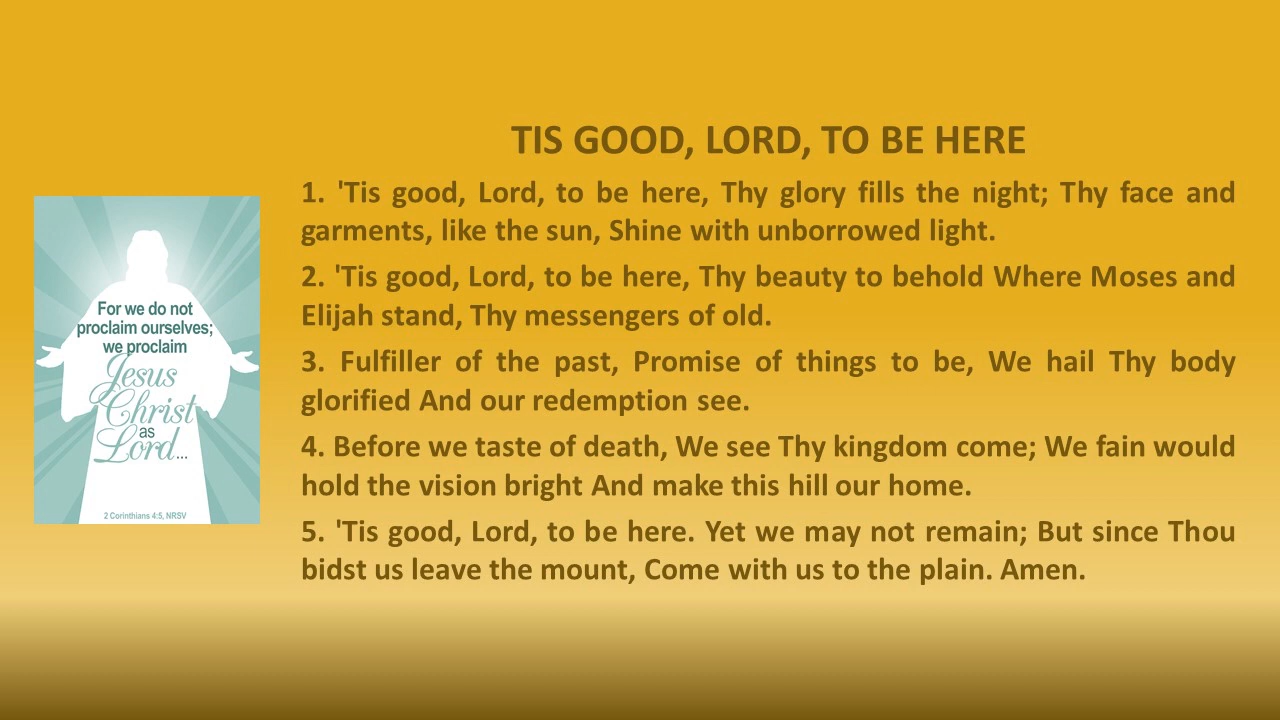 TIS GOOD, LORD, TO BE HERE
1. 'Tis good, Lord, to be here, Thy glory fills the night; Thy face and
garments, like the sun, Shine with unborrowed light.
2. 'Tis good, Lord, to be here, Thy beauty to behold Where Moses and
Elijah stand, Thy messengers of old.
3. Fulfiller of the past, Promise of things to be, We hail Thy body
glorified And our redemption see.
4. Before we taste of death, We see Thy kingdom come; We fain would
hold the vision bright And make this hill our home.
5. 'Tis good, Lord, to be here. Yet we may not remain; But since Thou
bidst us leave the mount, Come with us to the plain. Amen.
For we do not
proclaim ourselves;
we proclaim
Jesus
Christ
as
Lord...
2 Corinthians 4:5, NRSV